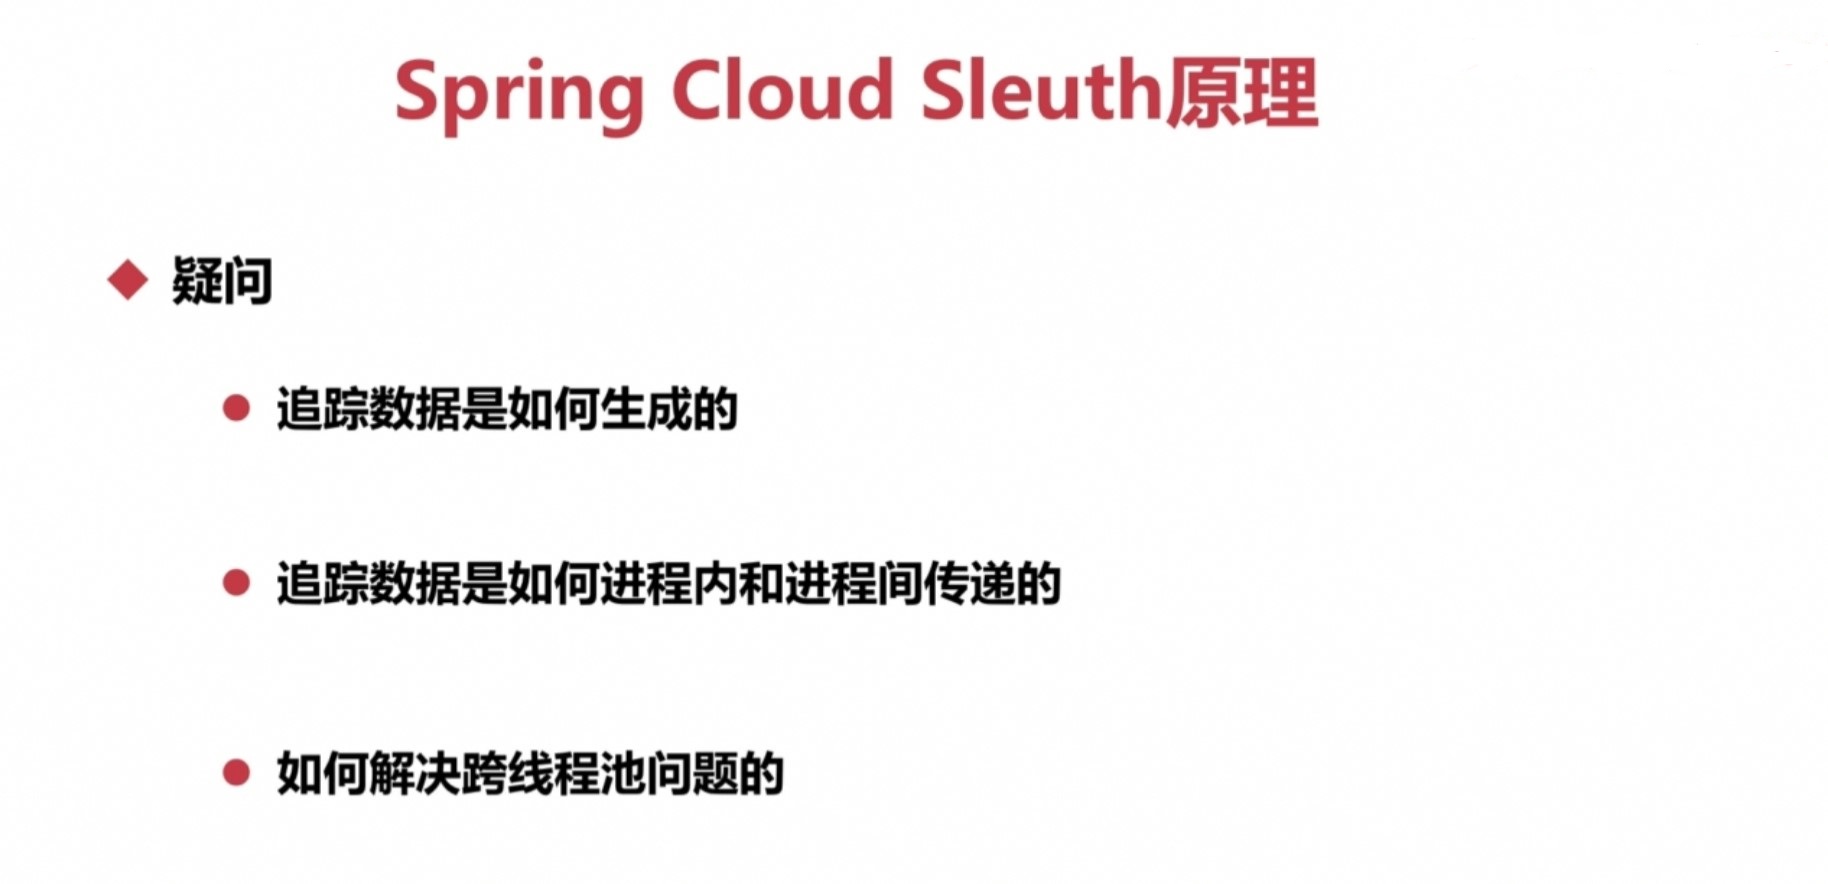 Spring Cloud Sleuth原理
疑问
追踪数据是如何生成的
追踪数据是如何进程内和进程间传递的
如何解决跨线程池问题的